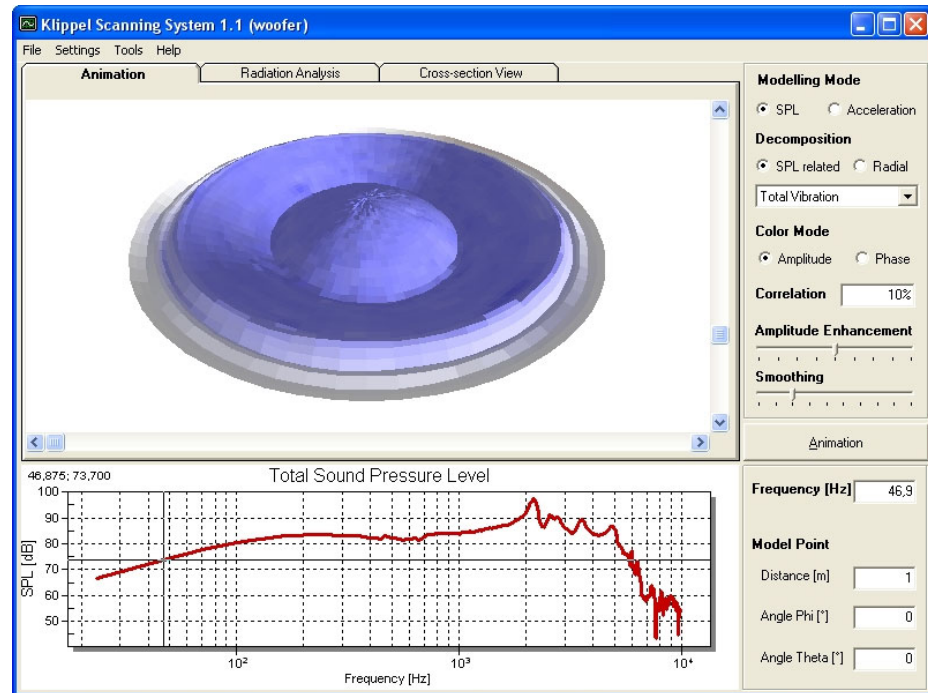 Klippel Scanning System 1.1 (woofer)
File Settings Tools Help
Animation Radiation Analysis Cross-section View
Modelling Mode
SPL Acceleration
Decomposition
SPL related Radial
Total Vibration
Color Mode
Amplitude Phase
Correlation 10%
Amplitude Enhancement
Smoothing
Animation
46,875; 73,700 Total Sound Pressure Level
100
90
80
70
60
50
SPL [dB]
10² 10³ 10⁴
Frequency [Hz]
Frequency [Hz] 46,9
Model Point
Distance [m] 1
Angle Phi [°] 0
Angle Theta [°] 0